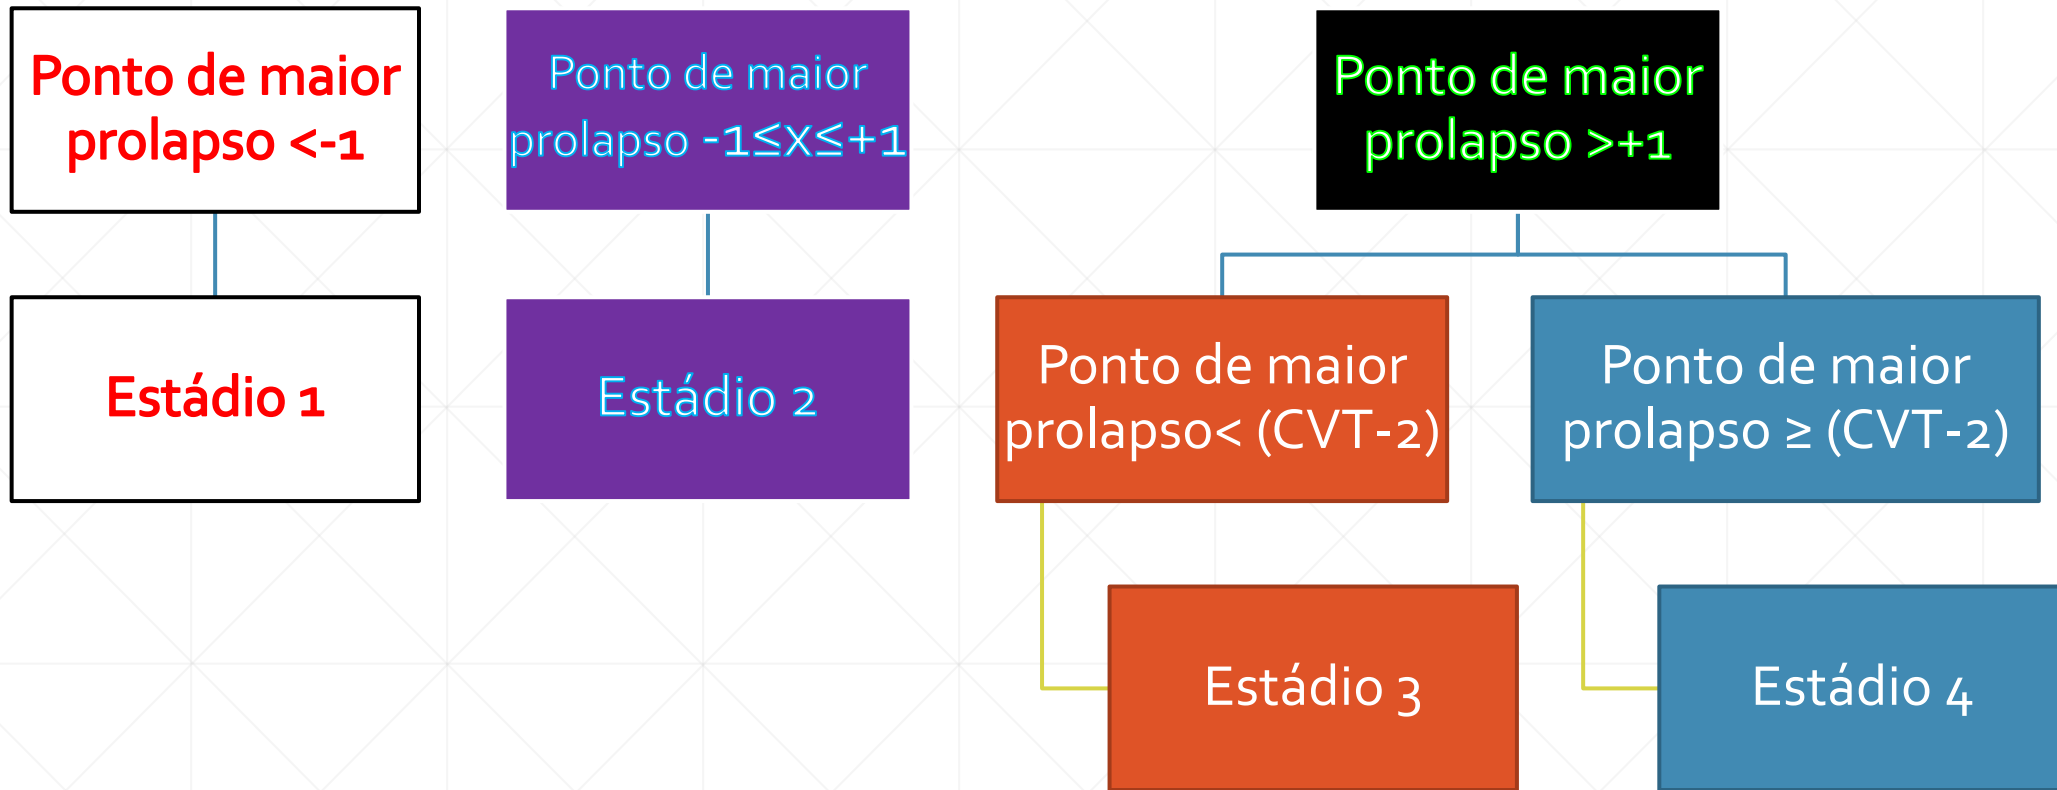 Ponto de maior
prolapso <-1
Estádio 1
Ponto de maior
prolapso -1≤x≤+1
Estádio 2
Ponto de maior
prolapso >+1
Ponto de maior
prolapso< (CVT-2)
Estádio 3
Ponto de maior
prolapso ≥ (CVT-2)
Estádio 4